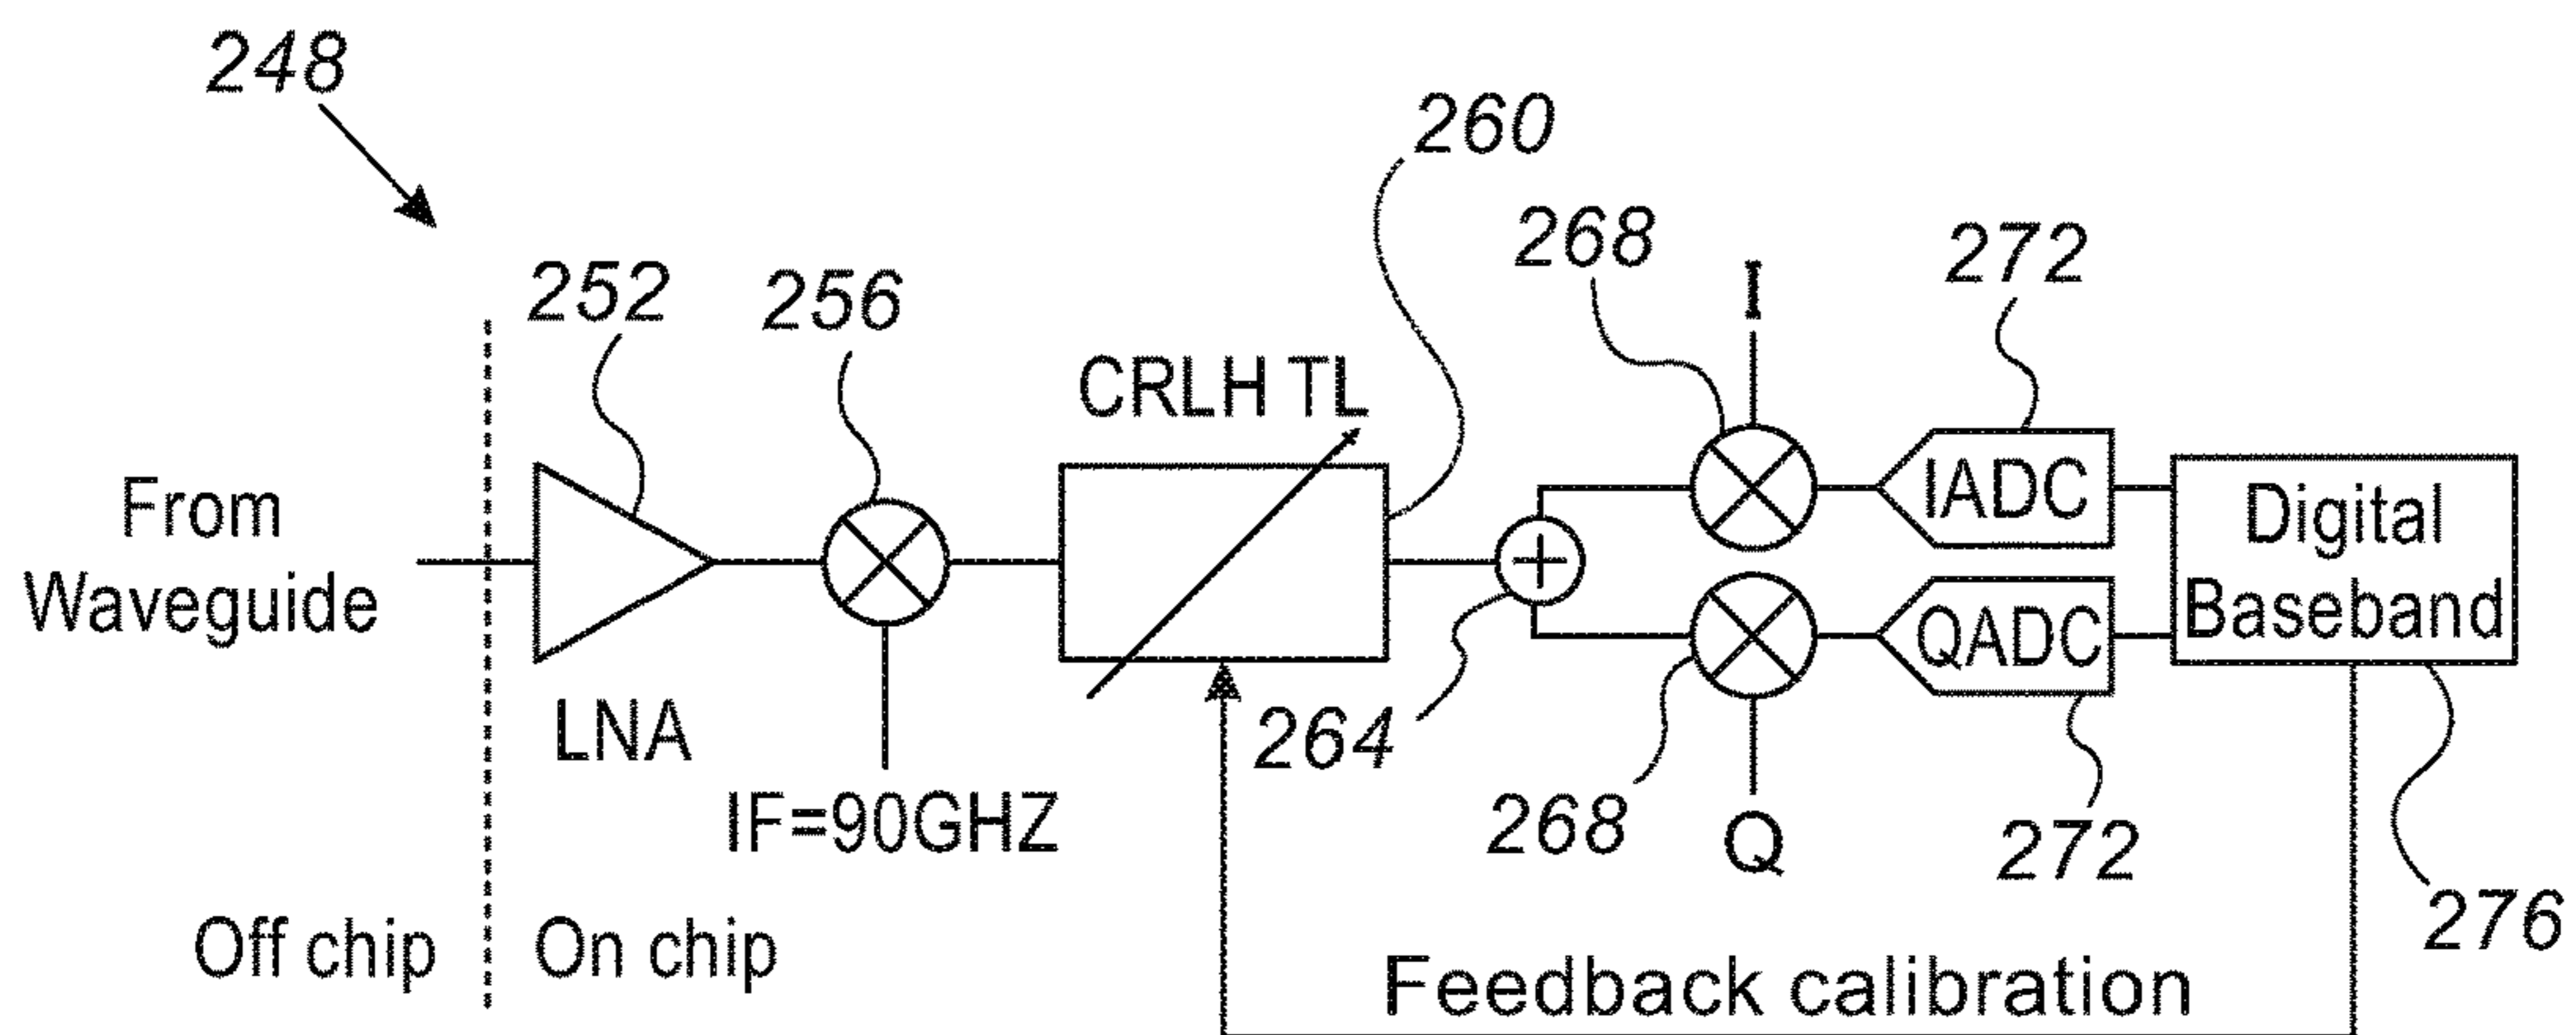 248
260
268
272
252
256
I
CRLH TL
From
Waveguide
IADC
Digital
Baseband
QADC
LNA
264
IF=90GHZ
268
Q
272
276
Off chip
On chip
Feedback calibration